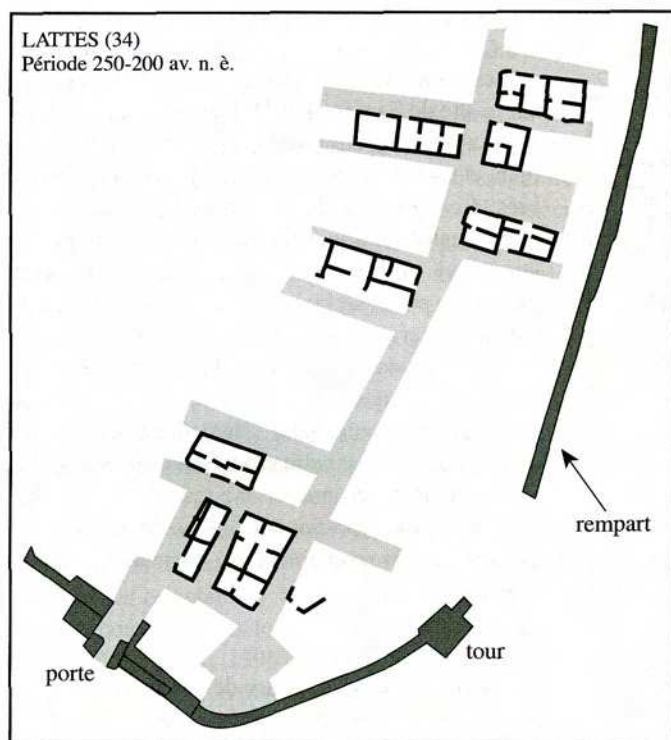 LATTES (34)
Période 250-200 av. n. è.
rempart
tour
porte